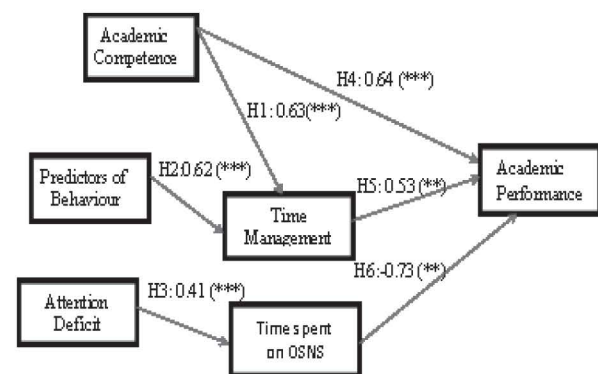 Academic
Competence
H4: 0.64 (***)
H1: 0.63(***)
Predictors of
Behaviour
H2:0.62 (***)
Academic
Performance
H5: 0.53 (**)
Time
Management
H6:-0.73 (**)
Attention
Deficit
H3: 0.41 (***)
Time spent
on OSNS